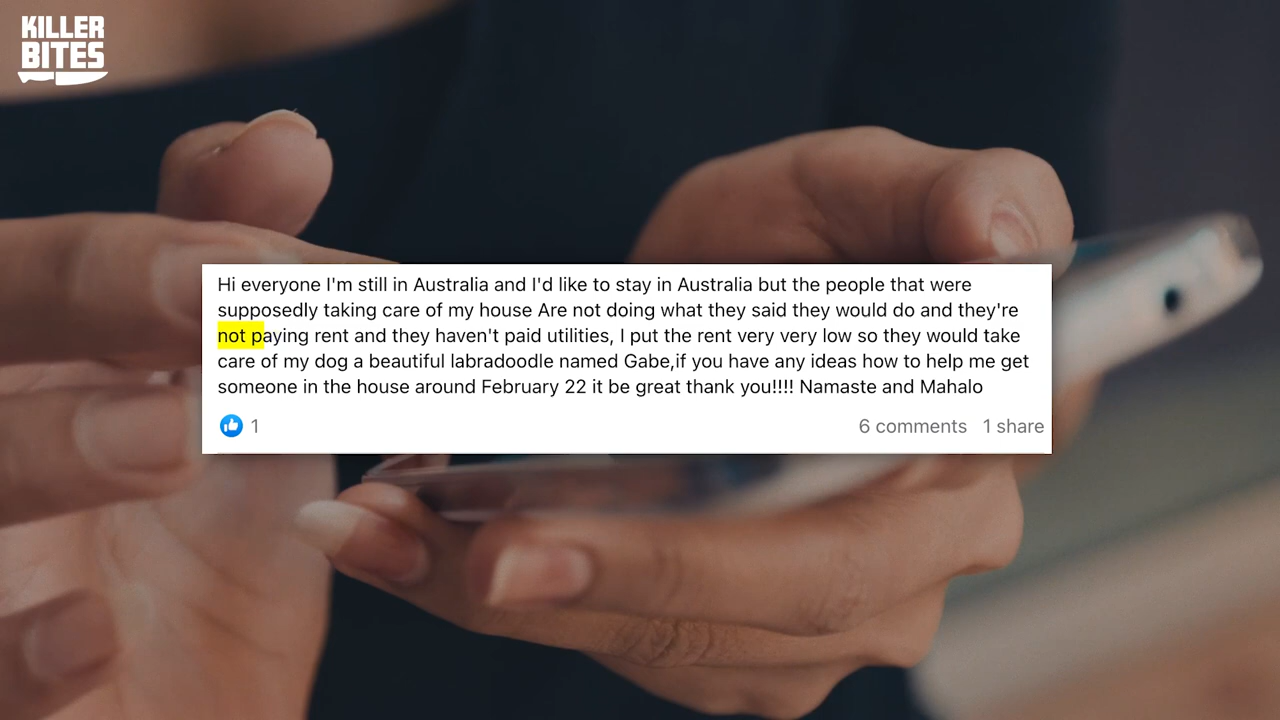 KILLER
BITES
Hi everyone I'm still in Australia and I'd like to stay in Australia but the people that were
supposedly taking care of my house Are not doing what they said they would do and they're
not paying rent and they haven't paid utilities, I put the rent very very low so they would take
care of my dog a beautiful labradoodle named Gabe,if you have any ideas how to help me get
someone in the house around February 22 it be great thank you!!!! Namaste and Mahalo
1
6 comments 1 share